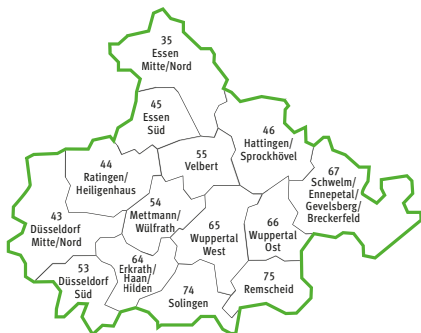 35
Essen
Mitte/Nord
45
Essen
Süd
46
Hattingen/
Sprockhövel
55
Velbert
67
Schwelm/
Ennepetal/
Gevelsberg/
Breckerfeld
44
Ratingen/
Heiligenhaus
54
Mettmann/
Wülfrath
43
Düsseldorf
Mitte/Nord
65
Wuppertal
West
66
Wuppertal
Ost
64
Erkrath/
Haan/
Hilden
53
Düsseldorf
Süd
74
Solingen
75
Remscheid